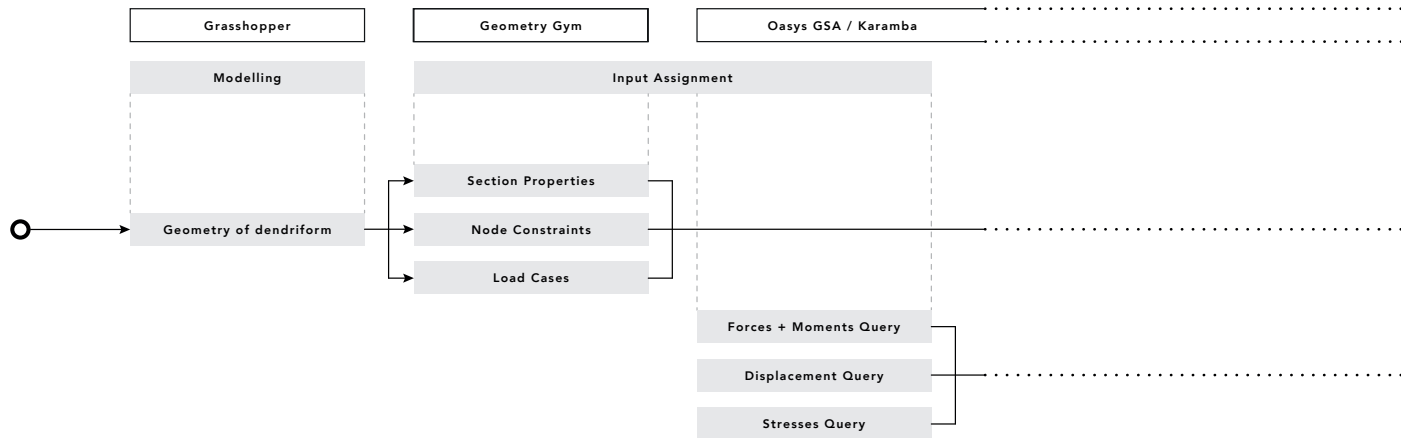 Grasshopper
Geometry Gym
Oasys GSA / Karamba
Modelling
Input Assignment
Section Properties
Geometry of dendriform
Node Constraints
Load Cases
Forces + Moments Query
Displacement Query
Stresses Query